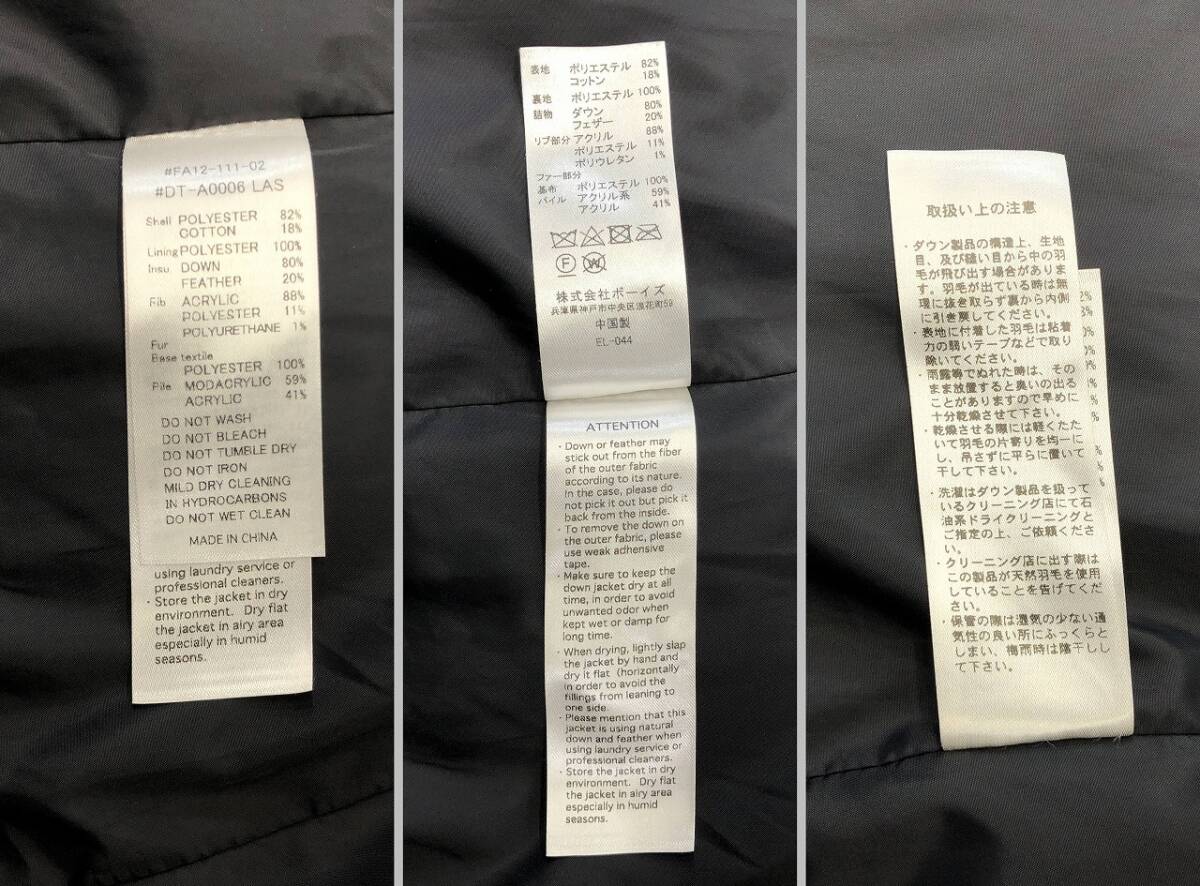 #FA12-111-02
#DT-A0006 LAS
Shell POLYESTER 82%
COTTON 18%
Lining POLYESTER 100%
Insu DOWN 80%
FEATHER 20%
Fib ACRYLIC 88%
POLYESTER 11%
POLYURETHANE 1%
Fur
Base textile
POLYESTER 100%
Pile MODACRYLIC 59%
ACRYLIC 41%
DO NOT WASH
DO NOT BLEACH
DO NOT TUMBLE DRY
DO NOT IRON
MILD DRY CLEANING
IN HYDROCARBONS
DO NOT WET CLEAN
MADE IN CHINA
using laundry service or
professional cleaners.
・Store the jacket in dry
environment. Dry flat
the jacket in airy area
especially in humid
seasons.
表地 ポリエステル 82%
コットン 18%
裏地 ポリエステル 100%
詰物 ダウン 80%
フェザー 20%
リブ部分 アクリル 88%
ポリエステル 11%
ポリウレタン 1%
ファー部分
基布 ポリエステル 100%
パイル アクリル系 59%
アクリル 41%
F W
株式会社ボーイズ
兵庫県神戸市中央区浪花町59
中国製
EL-044
ATTENTION
・Down or feather may
stick out from the fiber
of the outer fabric
according to its nature.
In the case, please do
not pick it out but pick it
back from the inside.
・To remove the down on
the outer fabric, please
use weak adhensive
tape.
・Make sure to keep the
down jacket dry at all
time, in order to avoid
unwanted odor when
kept wet or damp for
long time.
・When drying, lightly slap
the jacket by hand and
dry it flat (horizontally
in order to avoid the
fillings from leaning to
one side.
・Please mention that this
jacket is using natural
down and feather when
using laundry service or
professional cleaners.
・Store the jacket in dry
environment. Dry flat
the jacket in airy area
especially in humid
seasons.
取扱い上の注意
・ダウン製品の構造上、生地
目、及び縫い目から中の羽
毛が飛び出す場合がありま
す。羽毛が出ている時は無
理に抜き取らず裏から内側
に引き戻してください。
・表地に付着した羽毛は粘着
力の弱いテープなどで取り
除いてください。
・雨露等でぬれた時は、その
まま放置すると臭いの出る
ことがありますので早めに
十分乾燥させて下さい。
・乾燥させる際には軽くたた
いて羽毛の片寄りを均一に
し、吊さずに平らに置いて
干して下さい。
・洗濯はダウン製品を扱って
いるクリーニング店にて石
油系ドライクリーニングと
ご指定の上、ご依頼くださ
い。
・クリーニング店に出す際は
この製品が天然羽毛を使用
していることを告げてくだ
さい。
・保管の際は湿気の少ない通
気性の良い所にふっくらと
しまい、梅雨時は陰干しし
て下さい。